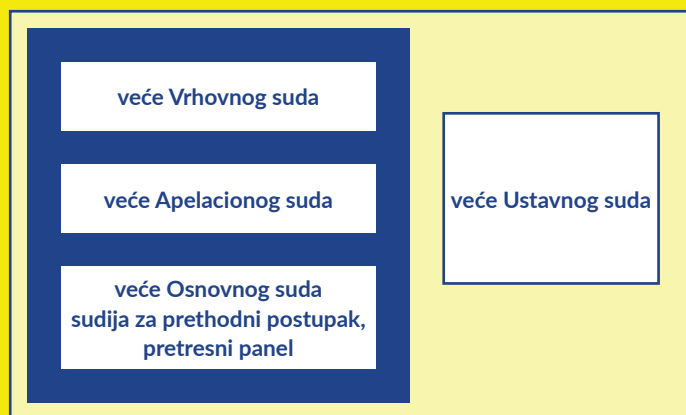 veće Vrhovnog suda
veće Apelacionog suda
veće Osnovnog suda
sudija za prethodni postupak,
pretresni panel
veće Ustavnog suda